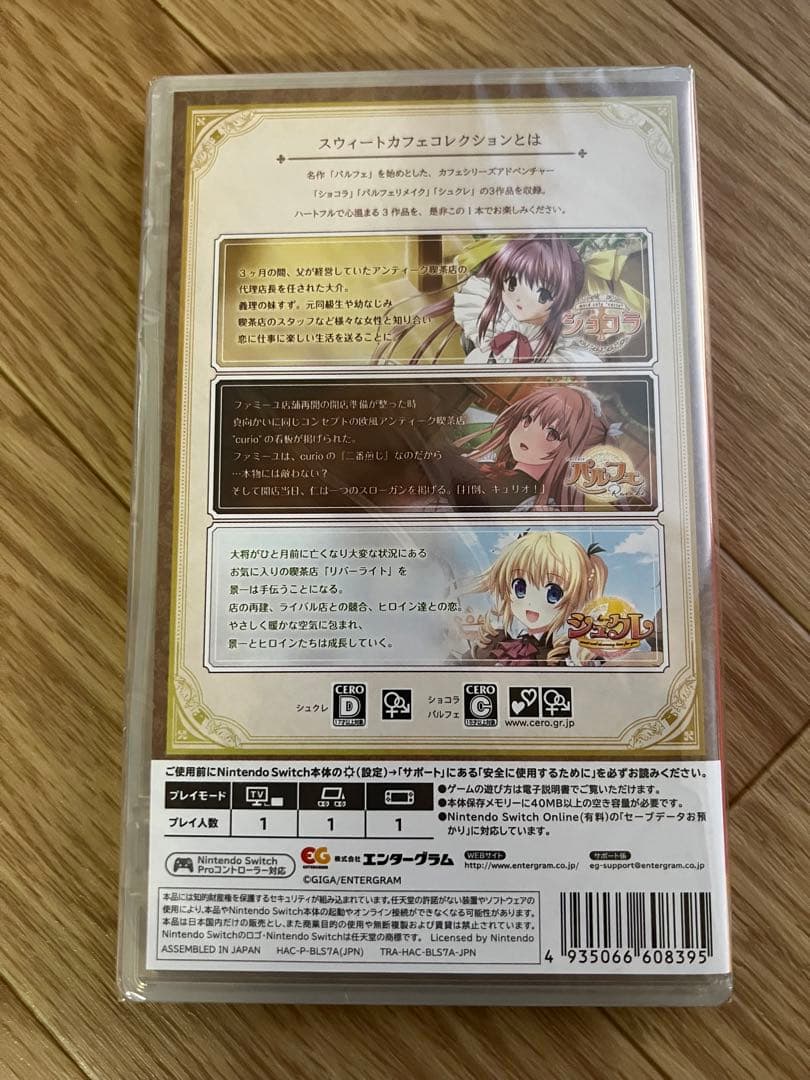 スウィートカフェコレクションとは
名作「パルフェ」を始めとした、カフェシリーズアドベンチャー
「ショコラ」「パルフェリメイク」「シュクレ」の3作品を収録。
ハートフルで心温まる3作品を、是非この1本でお楽しみください。
3ヶ月の間、父が経営していたアンティーク喫茶店の
代理店長を任された大介。
義理の妹すず。元同級生や幼なじみ
喫茶店のスタッフなど様々な女性と知り合い
恋に仕事に楽しい生活を送ることに
ショコラ
ファミーユ店舗再開の開店準備が整った時
真向かいに同じコンセプトの欧風アンティーク喫茶店
"curio"の看板が掲げられた。
ファミーユは、curioの「二番煎じ」なのだから
…本物には敵わない?
そして開店当日、仁は一つのスローガンを掲げる。「打倒、キュリオ!」
パルフェ
大将がひと月前に亡くなり大変な状況にある
お気に入りの喫茶店「リバーライト」を
景一は手伝うことになる。
店の再建、ライバル店との競合、ヒロイン達との恋。
やさしく暖かな空気に包まれ、
景一とヒロインたちは成長していく。
シュクレ
シュクレ CERO D 17才以上対象
ショコラ パルフェ CERO C 15才以上対象
www.cero.gr.jp
ご使用前にNintendo Switch本体の(設定)→「サポート」にある「安全に使用するために」を必ずお読みください。
プレイモード TV
プレイ人数 1 1 1
●ゲームの遊び方は電子説明書でご覧いただけます。
●本体保存メモリーに40MB以上の空き容量が必要です。
●Nintendo Switch Online(有料)の「セーブデータお預
かり」に対応しています。
Nintendo Switch
Proコントローラー対応
EG 株式会社 エンターグラム
©GIGA/ENTERGRAM
WEBサイト
http://www.entergram.co.jp/
サポート係
eg-support@entergram.co.jp
本品には知的財産権を保護するセキュリティが組み込まれています。任天堂の許諾がない装置やソフトウェアの
使用により、本品やNintendo Switch本体の起動やオンライン接続ができなくなる可能性があります。
本品は日本国内だけの販売とし、また商業目的の使用や無断複製および賃貸は禁止されています。
Nintendo Switchのロゴ・Nintendo Switchは任天堂の商標です。 Licensed by Nintendo
ASSEMBLED IN JAPAN HAC-P-BLS7A(JPN) TRA-HAC-BLS7A-JPN
4 935066 608395